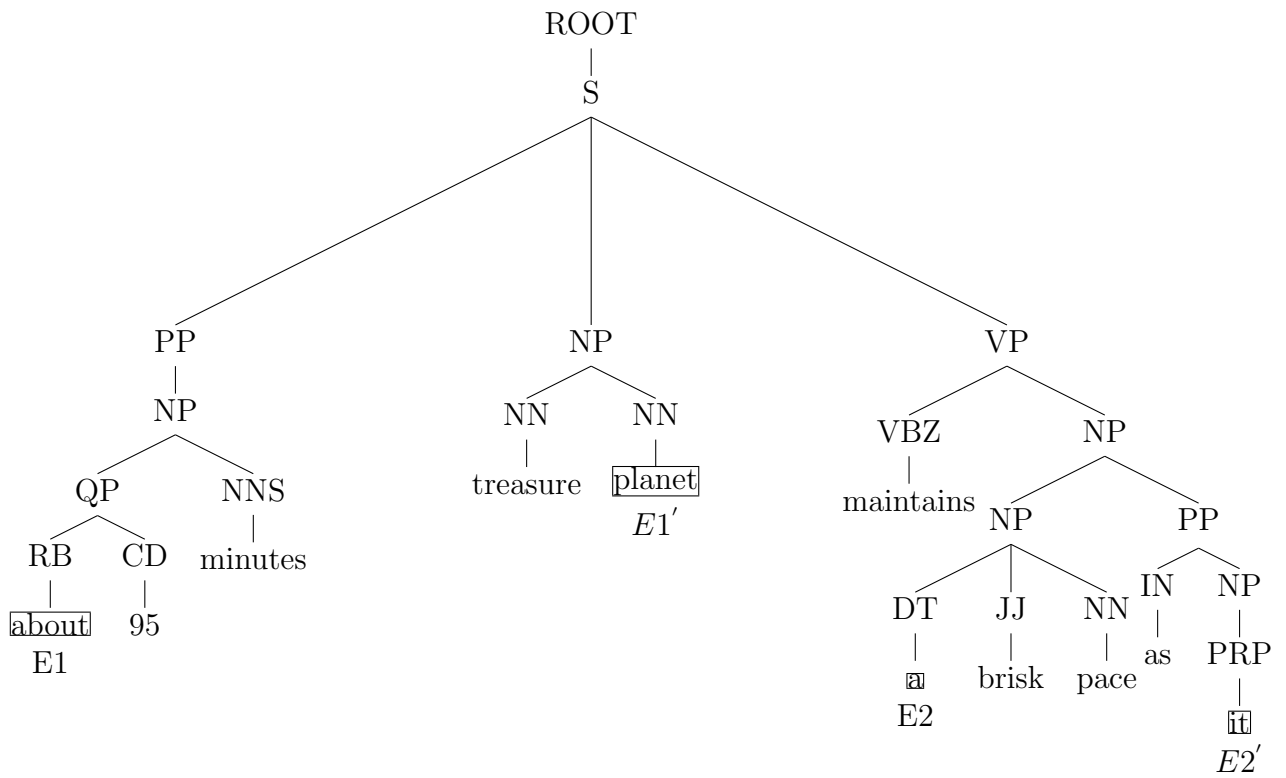 ROOT
S
PP NP VP
NP NN NN VBZ NP
QP NNS treasure planet maintains NP PP
RB CD minutes E1′ DT JJ NN IN NP
about 95 a brisk pace as PRP
E1 E2 it
E2′